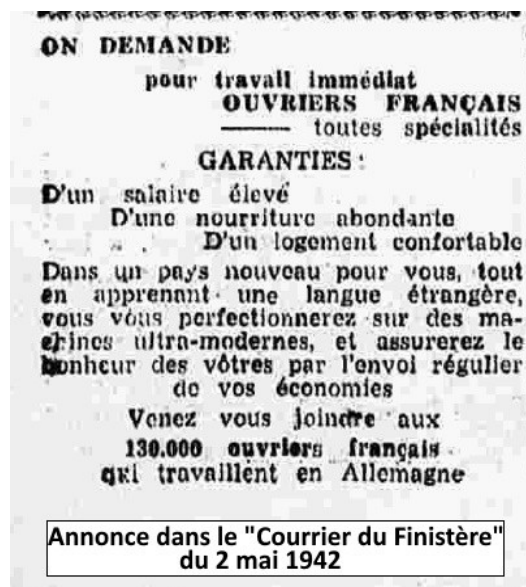 ON DEMANDE
pour travail immédiat
OUVRIERS FRANÇAIS
toutes spécialités
GARANTIES :
D'un salaire élevé
D'une nourriture abondante
D'un logement confortable
Dans un pays nouveau pour vous, tout
en apprenant une langue étrangère,
vous vous perfectionnerez sur des ma-
chines ultra-modernes, et assurerez le
bonheur des vôtres par l'envoi régulier
de vos économies
Venez vous joindre aux
130.000 ouvriers français
qui travaillent en Allemagne
Annonce dans le "Courrier du Finistère"
du 2 mai 1942